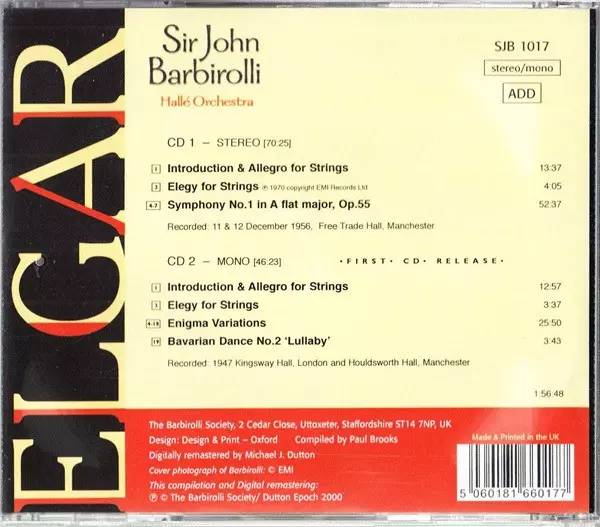 ELGAR
Sir John
Barbirolli
Hallé Orchestra
SJB 1017
stereo/mono
ADD
CD 1 – STEREO [70:25]
1 Introduction & Allegro for Strings 13:37
3 Elegy for Strings ℗ 1970 copyright EMI Records Ltd 4:05
4-7 Symphony No.1 in A flat major, Op.55 52:37
Recorded: 11 & 12 December 1956, Free Trade Hall, Manchester
CD 2 – MONO [46:23] ·FIRST· CD· RELEASE·
1 Introduction & Allegro for Strings 12:57
3 Elegy for Strings 3:37
4-18 Enigma Variations 25:50
19 Bavarian Dance No.2 ‘Lullaby’ 3:43
Recorded: 1947 Kingsway Hall, London and Houldsworth Hall, Manchester
1:56:48
The Barbirolli Society, 2 Cedar Close, Uttoxeter, Staffordshire ST14 7NP, UK
Design: Design & Print – Oxford Compiled by Paul Brooks
Digitally remastered by Michael J. Dutton
Cover photograph of Barbirolli: © EMI
This compilation and Digital remastering:
℗ © The Barbirolli Society/ Dutton Epoch 2000
Made & Printed in the UK
5 060181 660177